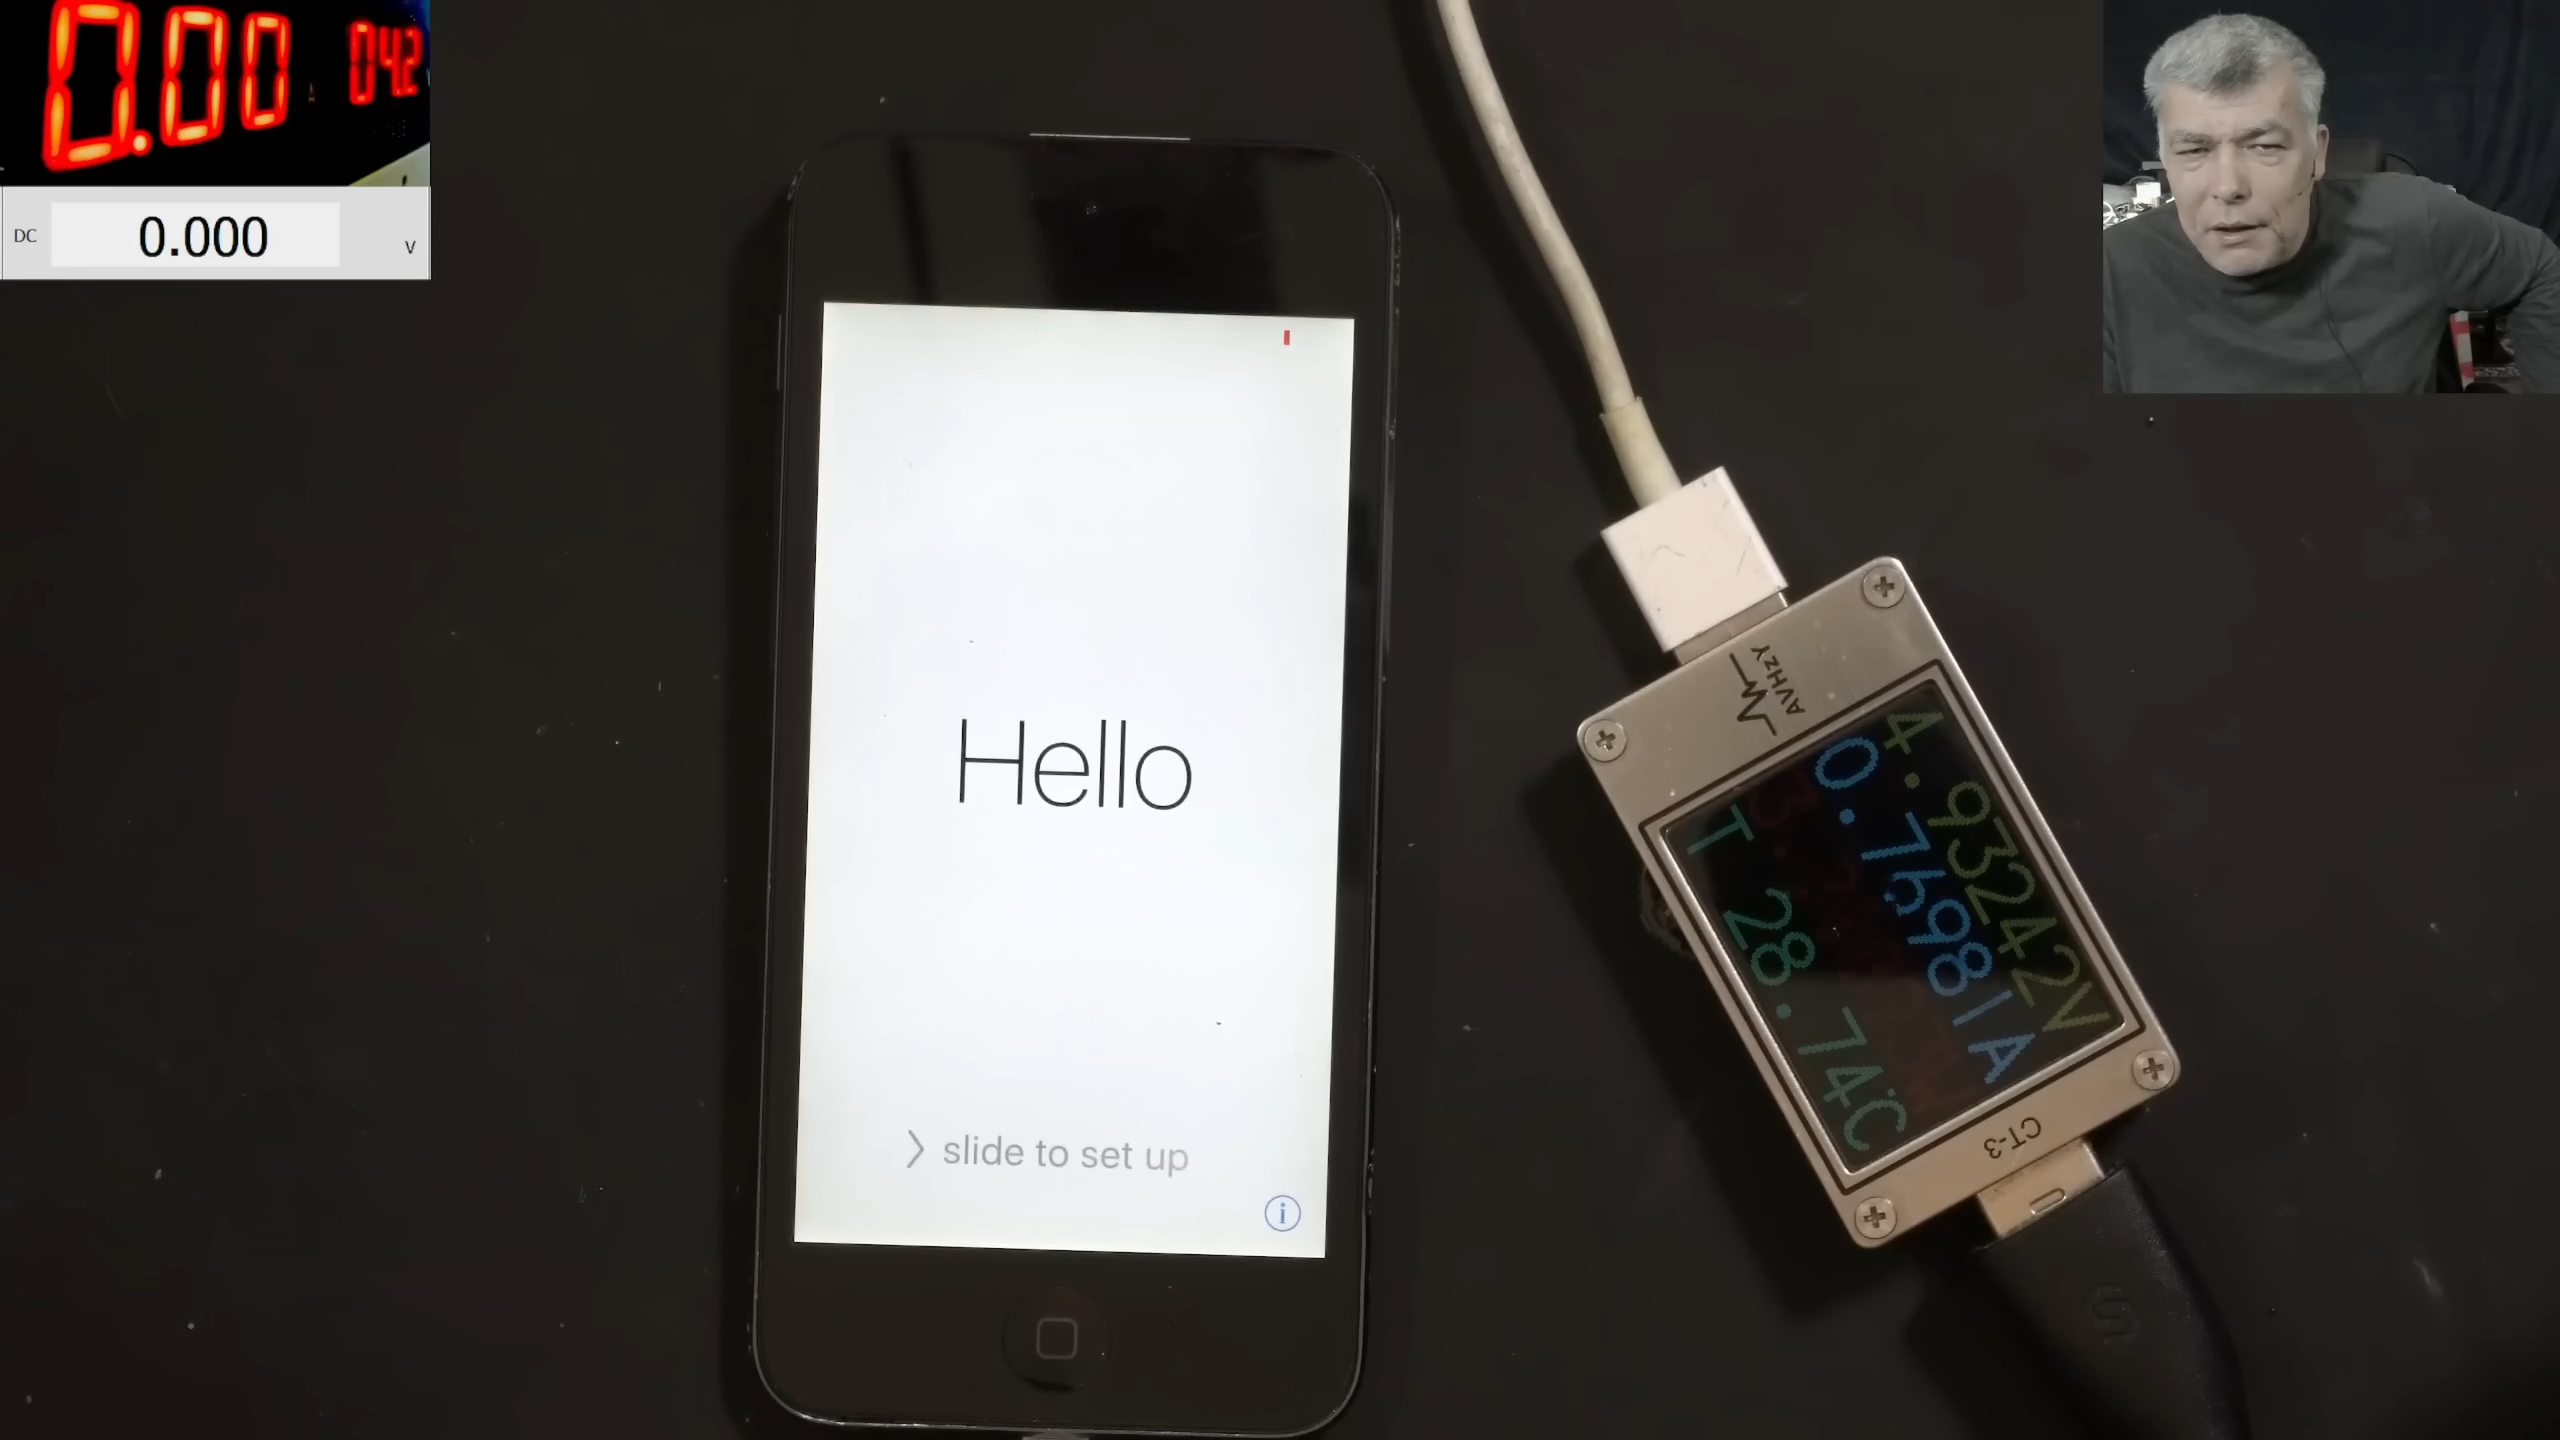 0.00
042
DC 0.000 V
Hello
> slide to set up
i
AVHzY
4.93242V
0.76981A
T 28.74°C
CT-3